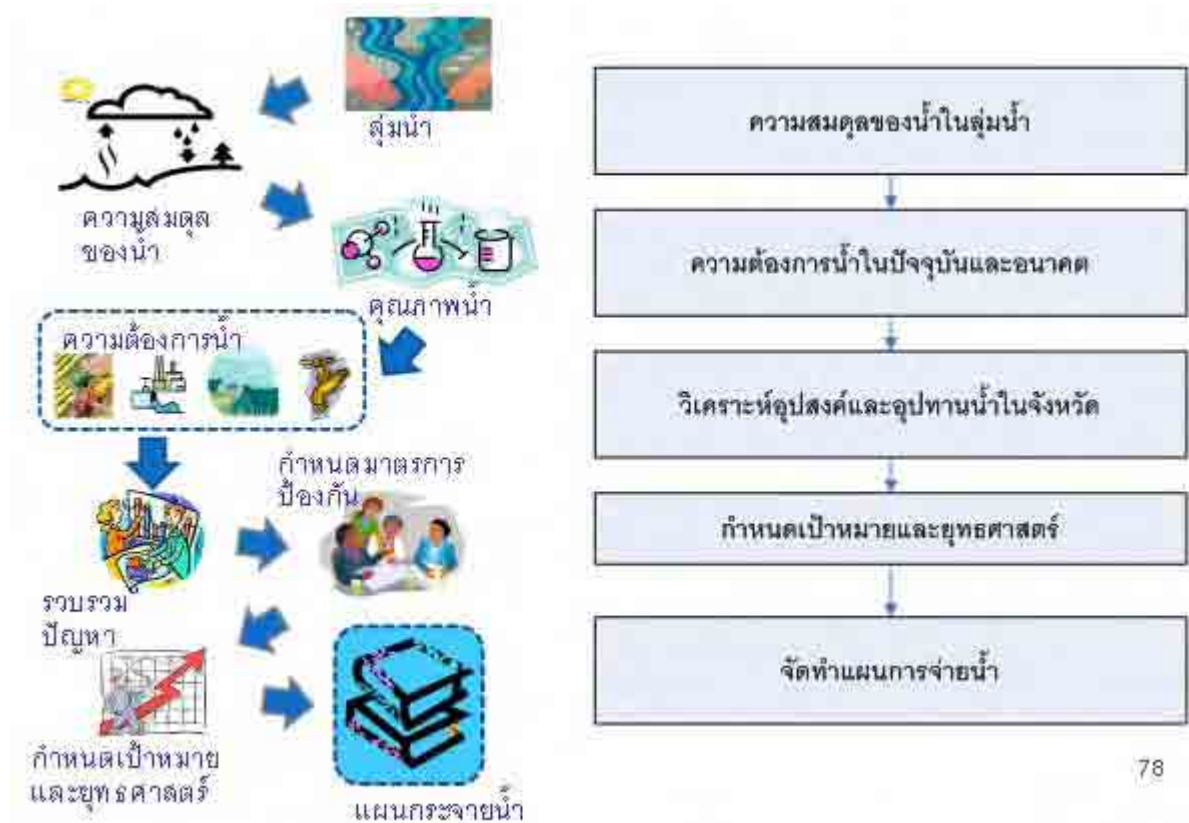 ลุ่มน้ำ
ความสมดุล
ของน้ำ
คุณภาพน้ำ
ความต้องการน้ำ
กำหนดมาตรการ
ป้องกัน
รวบรวม
ปัญหา
กำหนดเป้าหมาย
และยุทธศาสตร์
แผนกระจายน้ำ
ความสมดุลของน้ำในลุ่มน้ำ
ความต้องการน้ำในปัจจุบันและอนาคต
วิเคราะห์อุปสงค์และอุปทานน้ำในจังหวัด
กำหนดเป้าหมายและยุทธศาสตร์
จัดทำแผนการจ่ายน้ำ
78